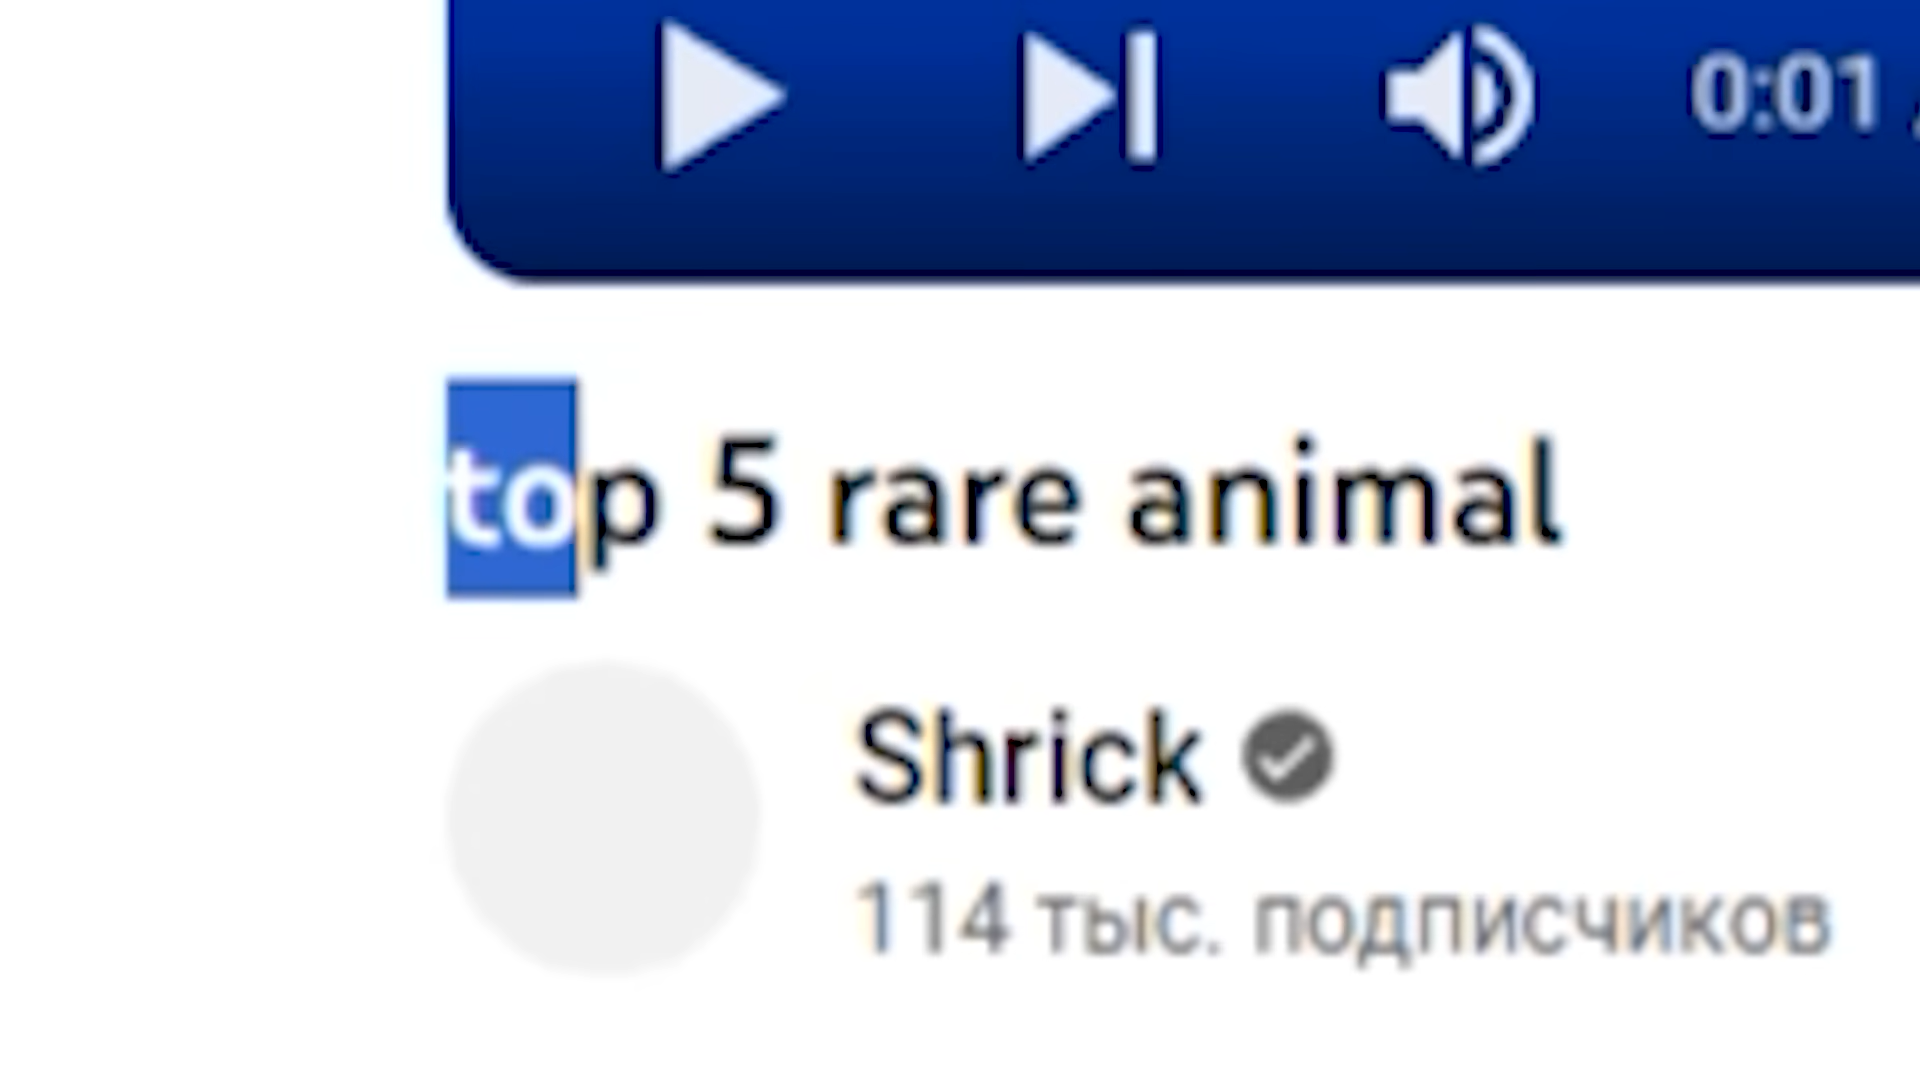 0:01
top 5 rare animal
Shrick
114 тыс. подписчиков